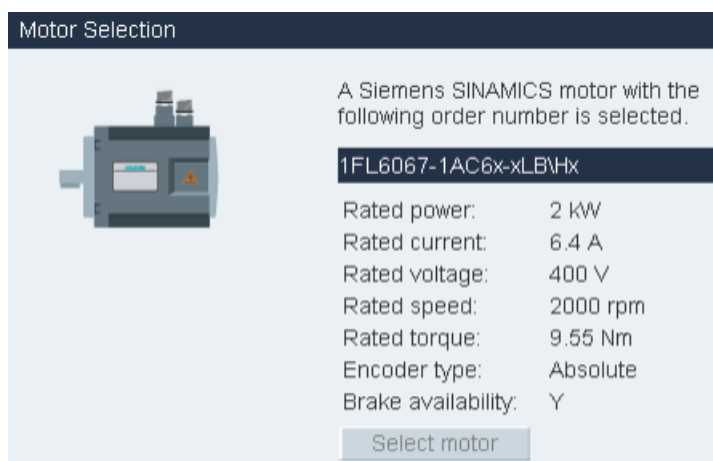 Motor Selection
A Siemens SINAMICS motor with the
following order number is selected.
1FL6067-1AC6x-xLB\Hx
Rated power: 2 kW
Rated current: 6.4 A
Rated voltage: 400 V
Rated speed: 2000 rpm
Rated torque: 9.55 Nm
Encoder type: Absolute
Brake availability: Y
Select motor